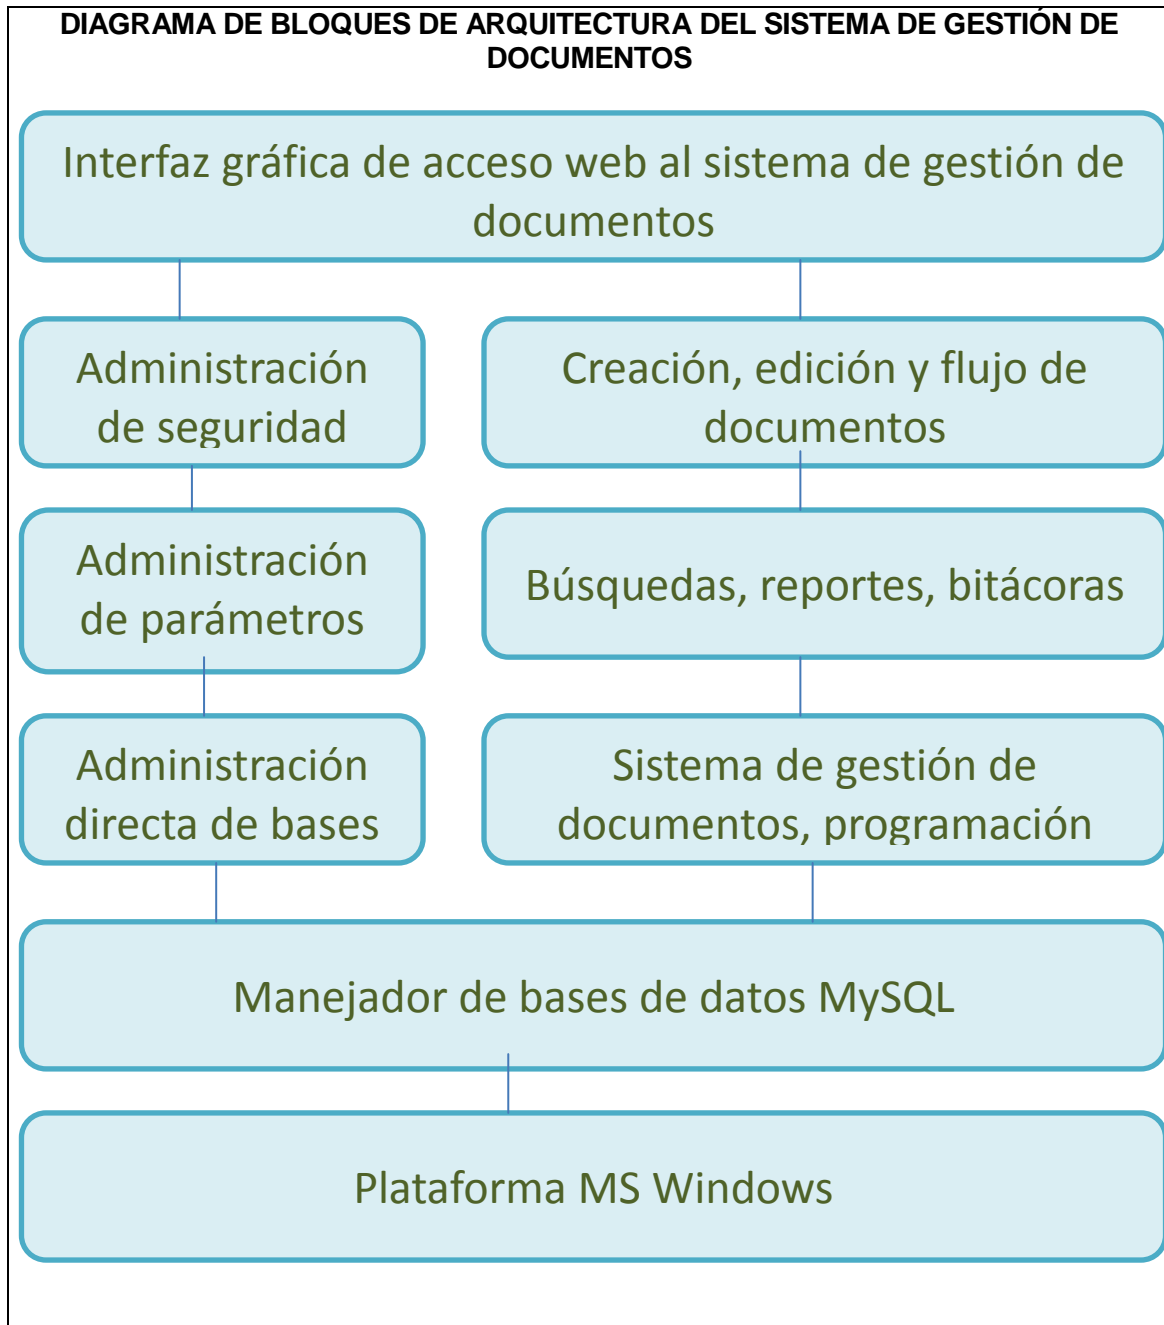 DIAGRAMA DE BLOQUES DE ARQUITECTURA DEL SISTEMA DE GESTIÓN DE
DOCUMENTOS
Interfaz gráfica de acceso web al sistema de gestión de
documentos
Administración
de seguridad
Creación, edición y flujo de
documentos
Administración
de parámetros
Búsquedas, reportes, bitácoras
Administración
directa de bases
Sistema de gestión de
documentos, programación
Manejador de bases de datos MySQL
Plataforma MS Windows